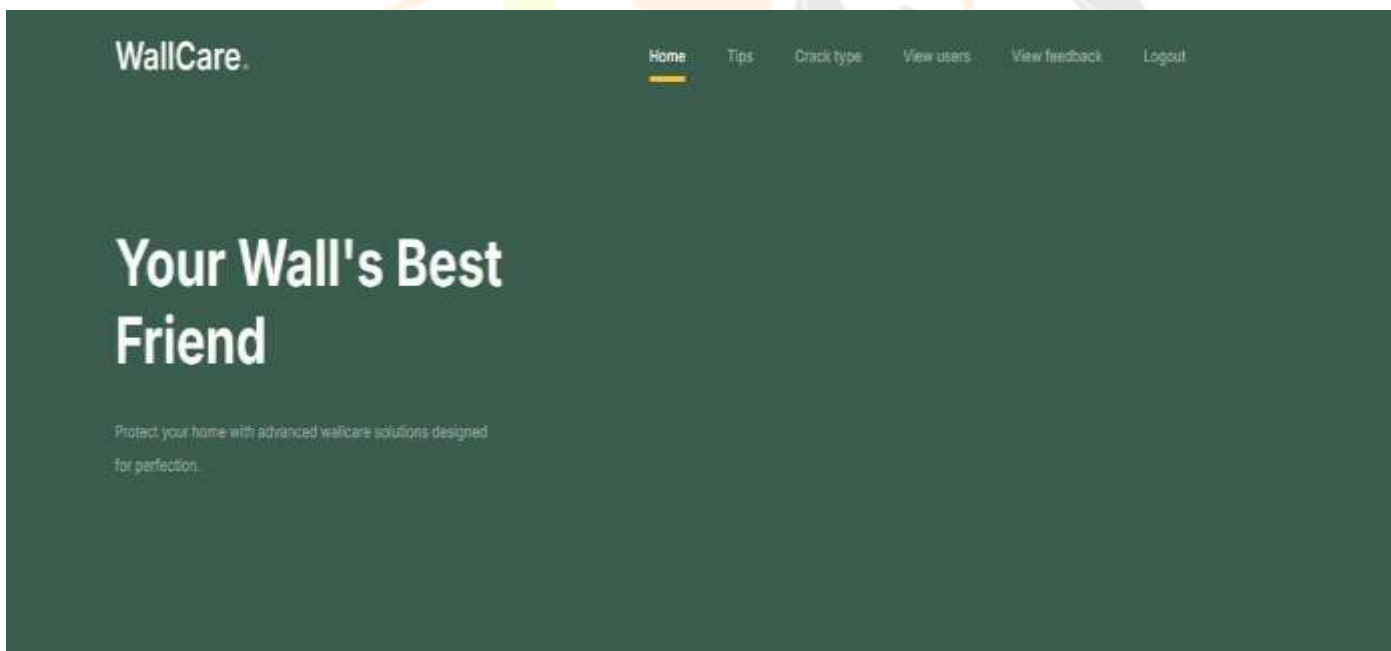 WallCare.
Home Tips Crack type View users View feedback Logout
Your Wall's Best
Friend
Protect your home with advanced wallcare solutions designed
for perfection.